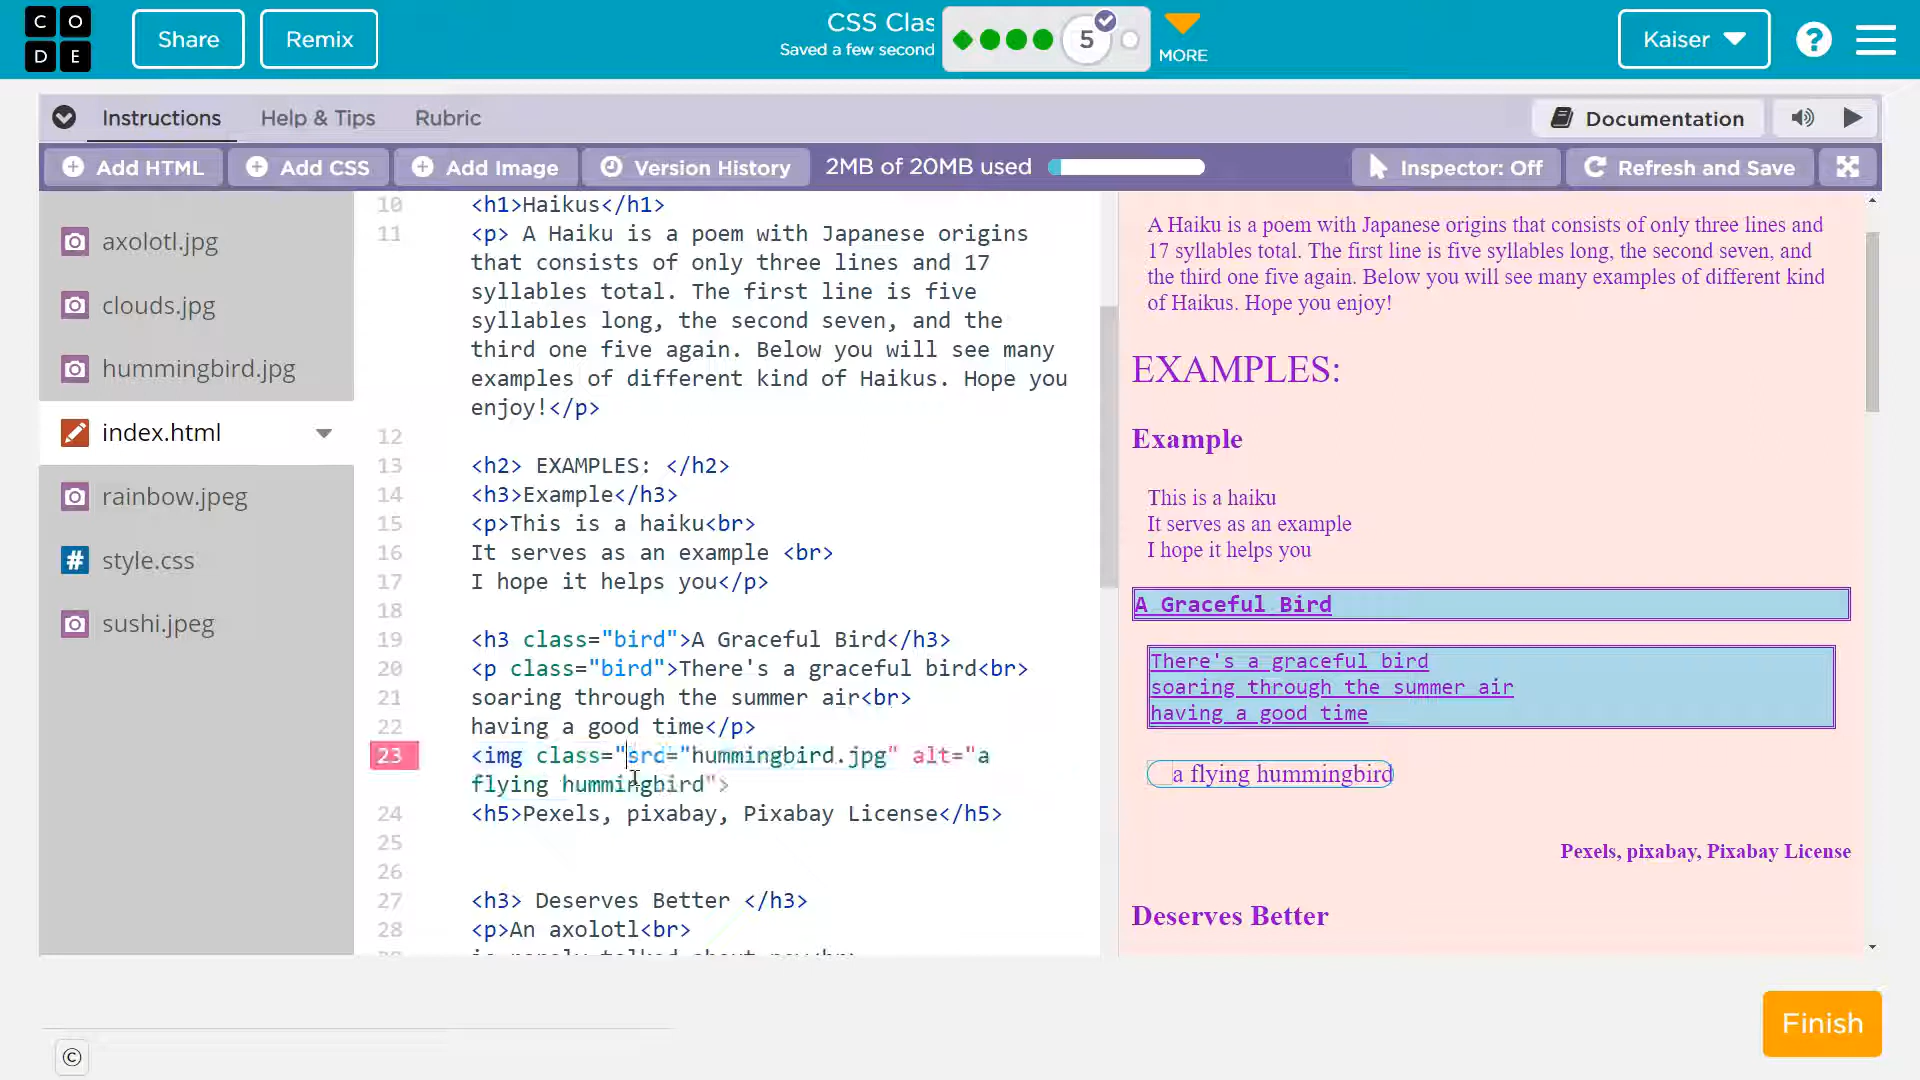 CODE
Share
Remix
CSS Clas
Saved a few second
5
MORE
Kaiser
?
Instructions
Help & Tips
Rubric
Documentation
Add HTML
Add CSS
Add Image
Version History
2MB of 20MB used
Inspector: Off
Refresh and Save
axolotl.jpg
clouds.jpg
hummingbird.jpg
index.html
rainbow.jpeg
# style.css
sushi.jpeg
10 <h1>Haikus</h1>
11 <p> A Haiku is a poem with Japanese origins
that consists of only three lines and 17
syllables total. The first line is five
syllables long, the second seven, and the
third one five again. Below you will see many
examples of different kind of Haikus. Hope you
enjoy!</p>
12
13 <h2> EXAMPLES: </h2>
14 <h3>Example</h3>
15 <p>This is a haiku<br>
16 It serves as an example <br>
17 I hope it helps you</p>
18
19 <h3 class="bird">A Graceful Bird</h3>
20 <p class="bird">There's a graceful bird<br>
21 soaring through the summer air<br>
22 having a good time</p>
23 <img class="srd="hummingbird.jpg" alt="a
flying hummingbird">
24 <h5>Pexels, pixabay, Pixabay License</h5>
25
26
27 <h3> Deserves Better </h3>
28 <p>An axolotl<br>
A Haiku is a poem with Japanese origins that consists of only three lines and
17 syllables total. The first line is five syllables long, the second seven, and
the third one five again. Below you will see many examples of different kind
of Haikus. Hope you enjoy!
EXAMPLES:
Example
This is a haiku
It serves as an example
I hope it helps you
A Graceful Bird
There's a graceful bird
soaring through the summer air
having a good time
a flying hummingbird
Pexels, pixabay, Pixabay License
Deserves Better
Finish
©